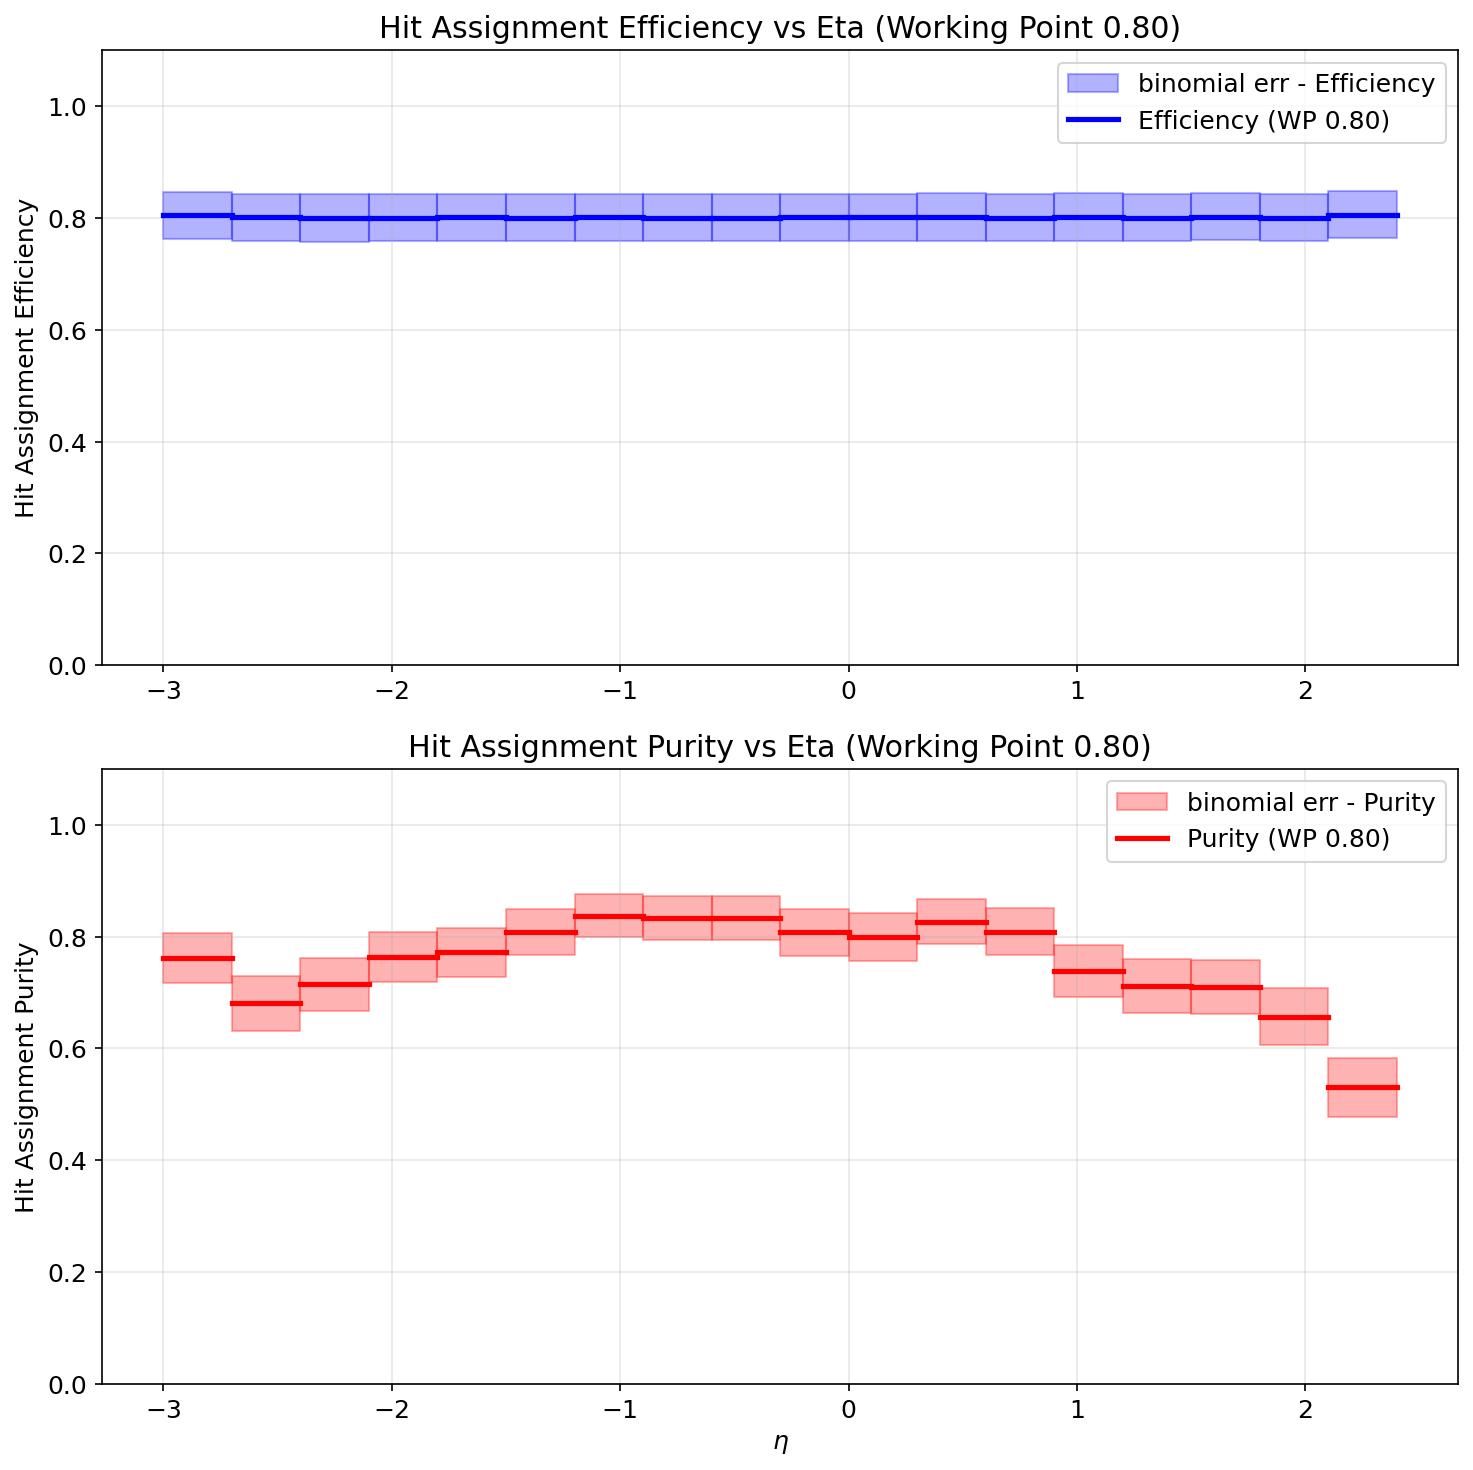 Hit Assignment Efficiency vs Eta (Working Point 0.80)
binomial err - Efficiency
Efficiency (WP 0.80)
Hit Assignment Efficiency
1.0
0.8
0.6
0.4
0.2
0.0
−3 −2 −1 0 1 2
Hit Assignment Purity vs Eta (Working Point 0.80)
binomial err - Purity
Purity (WP 0.80)
Hit Assignment Purity
1.0
0.8
0.6
0.4
0.2
0.0
−3 −2 −1 0 1 2
η